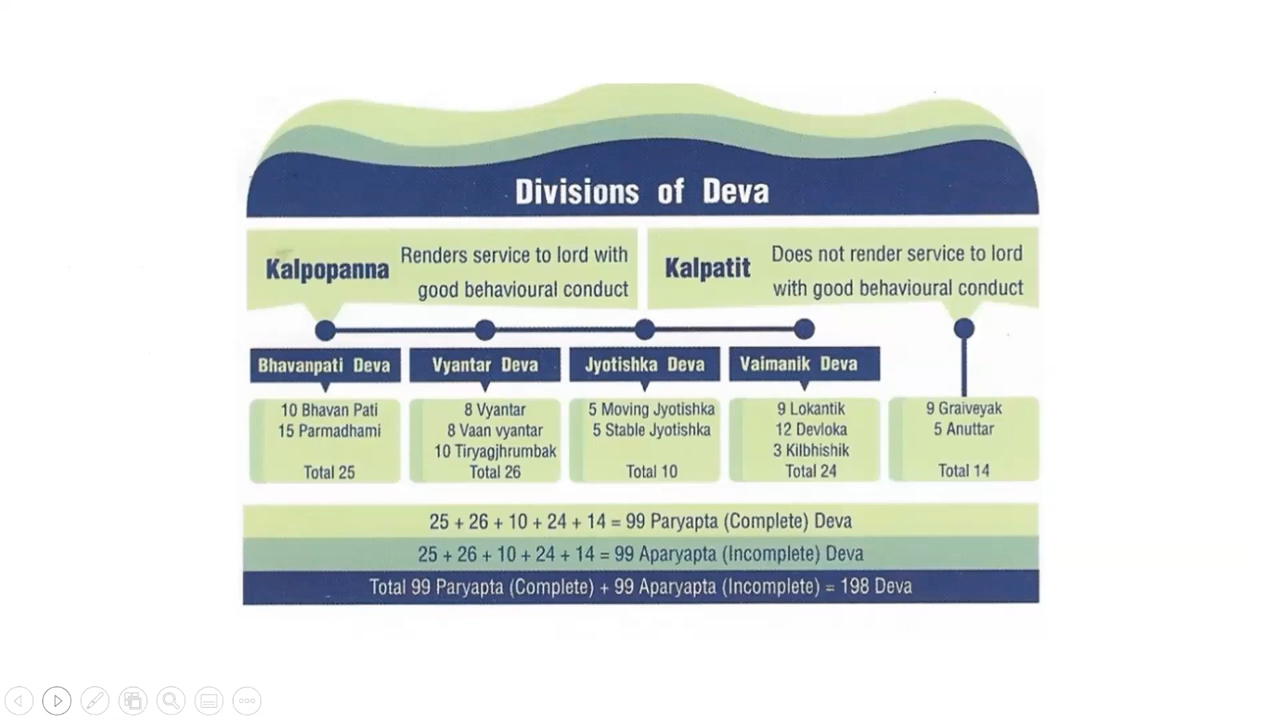 Divisions of Deva
Kalpopanna
Renders service to lord with
good behavioural conduct
Kalpatit
Does not render service to lord
with good behavioural conduct
Bhavanpati Deva
10 Bhavan Pati
15 Parmadhami
Total 25
Vyantar Deva
8 Vyantar
8 Vaan vyantar
10 Tiryagjhrumbak
Total 26
Jyotishka Deva
5 Moving Jyotishka
5 Stable Jyotishka
Total 10
Vaimanik Deva
9 Lokantik
12 Devloka
3 Kilbhishik
Total 24
9 Graiveyak
5 Anuttar
Total 14
25 + 26 + 10 + 24 + 14 = 99 Paryapta (Complete) Deva
25 + 26 + 10 + 24 + 14 = 99 Aparyapta (Incomplete) Deva
Total 99 Paryapta (Complete) + 99 Aparyapta (Incomplete) = 198 Deva